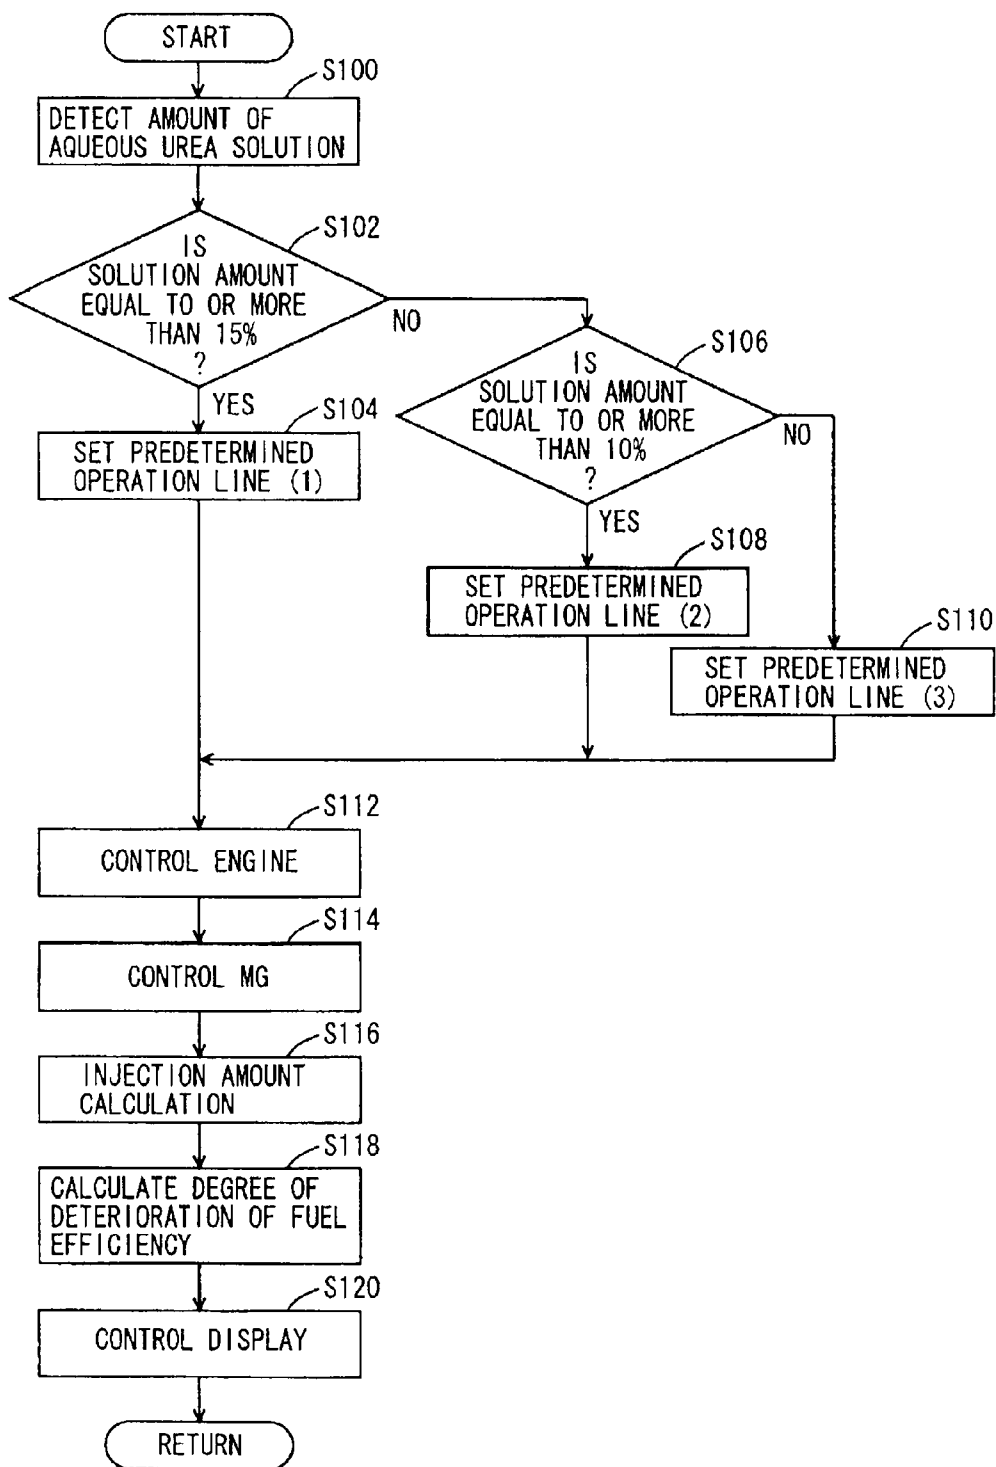 START
S100
DETECT AMOUNT OF
AQUEOUS UREA SOLUTION
S102
IS
SOLUTION AMOUNT
EQUAL TO OR MORE
THAN 15%
?
NO
YES
S106
IS
SOLUTION AMOUNT
EQUAL TO OR MORE
THAN 10%
?
NO
YES
S104
SET PREDETERMINED
OPERATION LINE (1)
S108
SET PREDETERMINED
OPERATION LINE (2)
S110
SET PREDETERMINED
OPERATION LINE (3)
S112
CONTROL ENGINE
S114
CONTROL MG
S116
INJECTION AMOUNT
CALCULATION
S118
CALCULATE DEGREE OF
DETERIORATION OF FUEL
EFFICIENCY
S120
CONTROL DISPLAY
RETURN